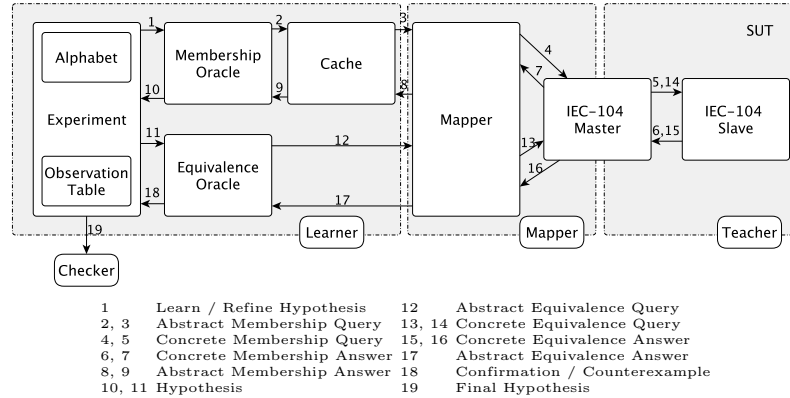 SUT
1
2
3
4
Alphabet
Membership
Oracle
Cache
7
8
9
10
5,14
Experiment
Mapper
IEC-104
Master
IEC-104
Slave
6,15
11
12
13
Observation
Table
Equivalence
Oracle
16
18
17
19
Learner
Mapper
Teacher
Checker
1 Learn / Refine Hypothesis 12 Abstract Equivalence Query
2, 3 Abstract Membership Query 13, 14 Concrete Equivalence Query
4, 5 Concrete Membership Query 15, 16 Concrete Equivalence Answer
6, 7 Concrete Membership Answer 17 Abstract Equivalence Answer
8, 9 Abstract Membership Answer 18 Confirmation / Counterexample
10, 11 Hypothesis 19 Final Hypothesis